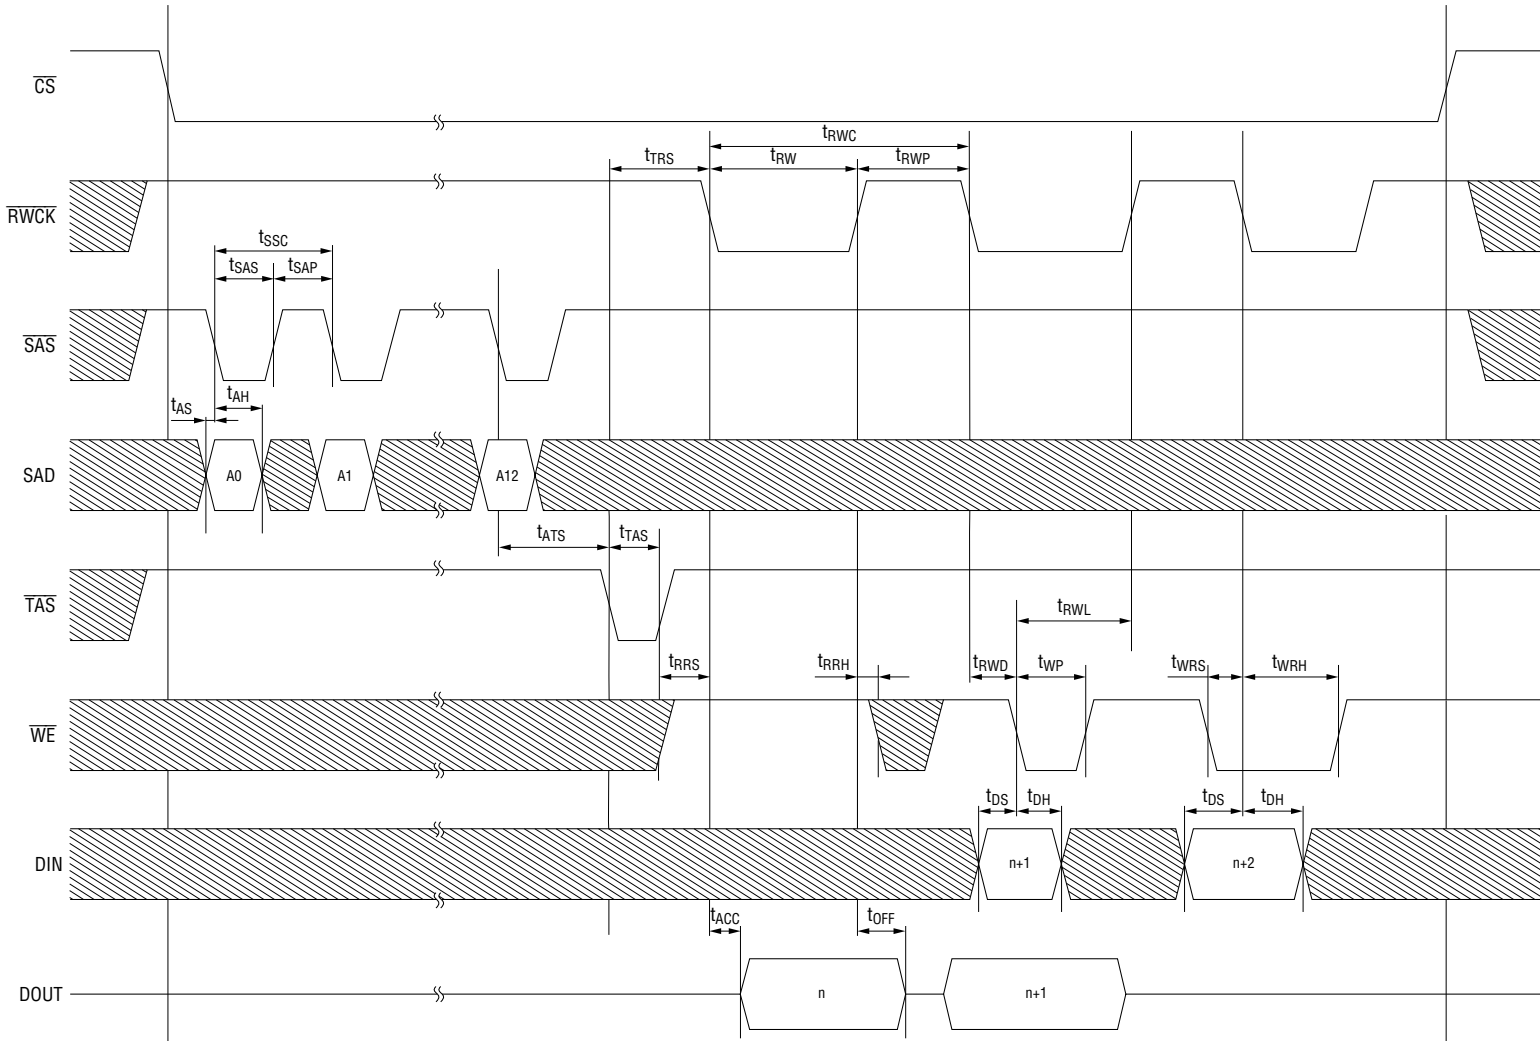 CS
tRWC
tTRS tRW tRWP
RWCK
tSSC
tSAS tSAP
SAS
tAS tAH
SAD A0 A1 A12
tATS tTAS
TAS
tRWL
tRRS tRRH tRWD tWP tWRS tWRH
WE
tDS tDH tDS tDH
DIN n+1 n+2
tACC tOFF
DOUT n n+1